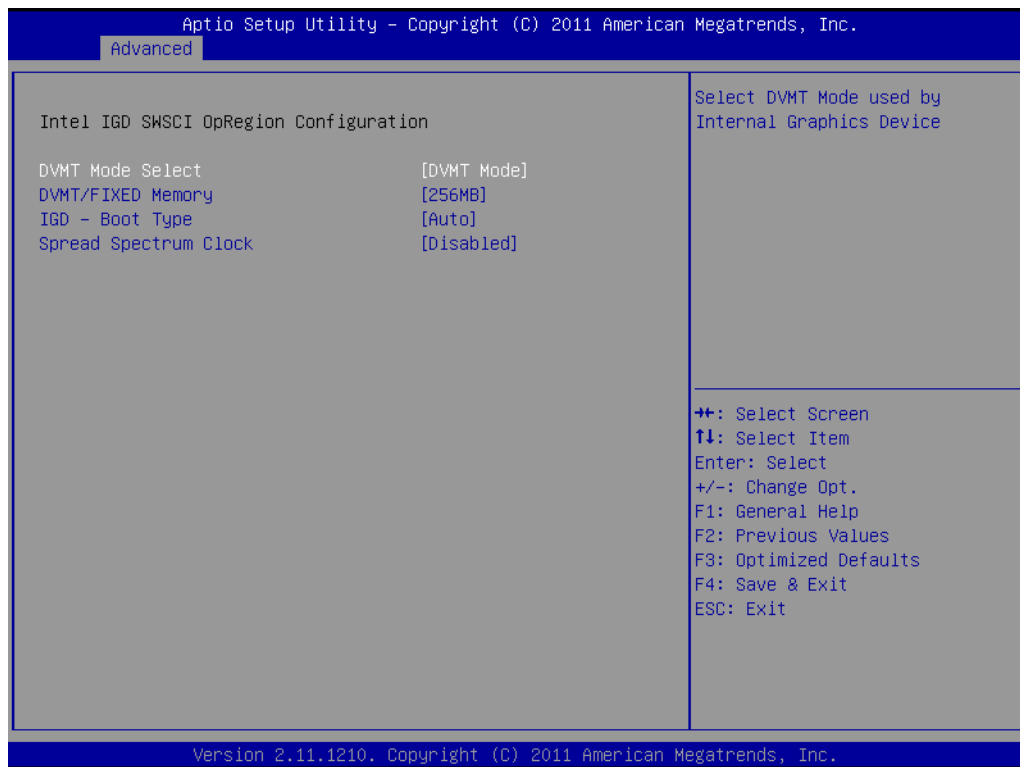 Aptio Setup Utility – Copyright (C) 2011 American Megatrends, Inc.
Advanced
Intel IGD SWSCI OpRegion Configuration
DVMT Mode Select [DVMT Mode]
DVMT/FIXED Memory [256MB]
IGD – Boot Type [Auto]
Spread Spectrum Clock [Disabled]
Select DVMT Mode used by
Internal Graphics Device
→←: Select Screen
↑↓: Select Item
Enter: Select
+/-: Change Opt.
F1: General Help
F2: Previous Values
F3: Optimized Defaults
F4: Save & Exit
ESC: Exit
Version 2.11.1210. Copyright (C) 2011 American Megatrends, Inc.